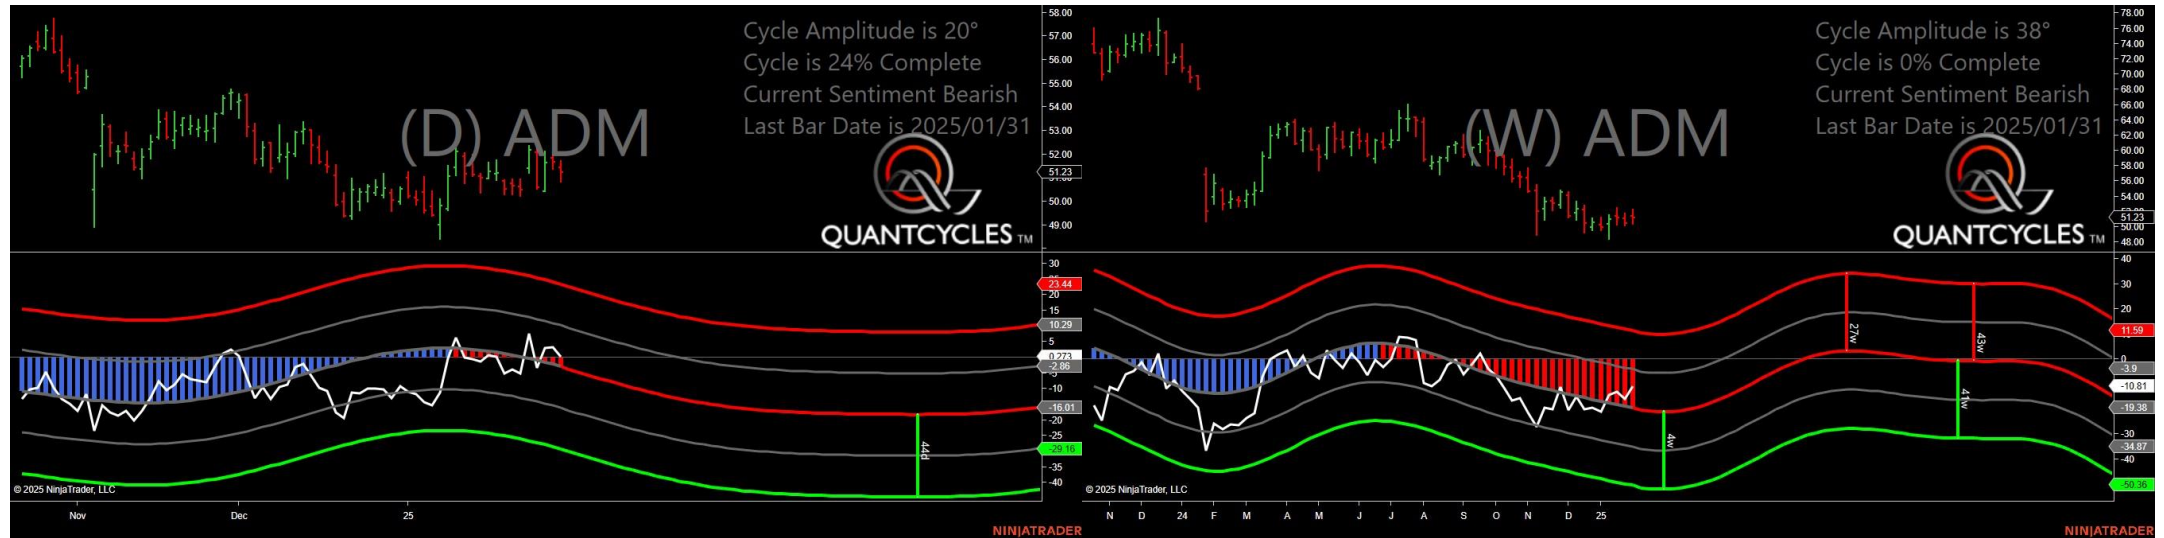 Cycle Amplitude is 20°
Cycle is 24% Complete
Current Sentiment Bearish
Last Bar Date is 2025/01/31
(D) ADM
QUANTCYCLES TM
58.00
57.00
56.00
55.00
54.00
53.00
52.00
51.23
50.00
49.00
30
23.44
20
15
10.29
5
0.273
-2.86
-10
-16.01
-20
-25
-29.16
-35
-40
44d
© 2025 NinjaTrader, LLC
Nov Dec 25
NINJATRADER
Cycle Amplitude is 38°
Cycle is 0% Complete
Current Sentiment Bearish
Last Bar Date is 2025/01/31
(W) ADM
QUANTCYCLES TM
78.00
76.00
74.00
72.00
70.00
68.00
66.00
64.00
62.00
60.00
58.00
56.00
54.00
51.23
50.00
48.00
40
30
20
11.59
0
-3.9
-10.81
-19.38
-30
-34.87
-40
-50.36
27w
43w
41w
4w
© 2025 NinjaTrader, LLC
N D 24 F M A M J J A S O N D 25
NINJATRADER